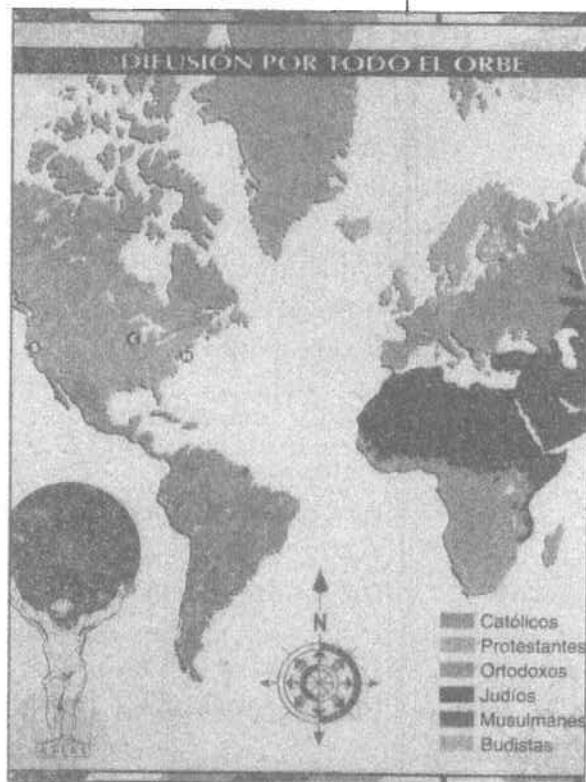 DIFUSIÓN POR TODO EL ORBE
N
Católicos
Protestantes
Ortodoxos
Judíos
Musulmanes
Budistas